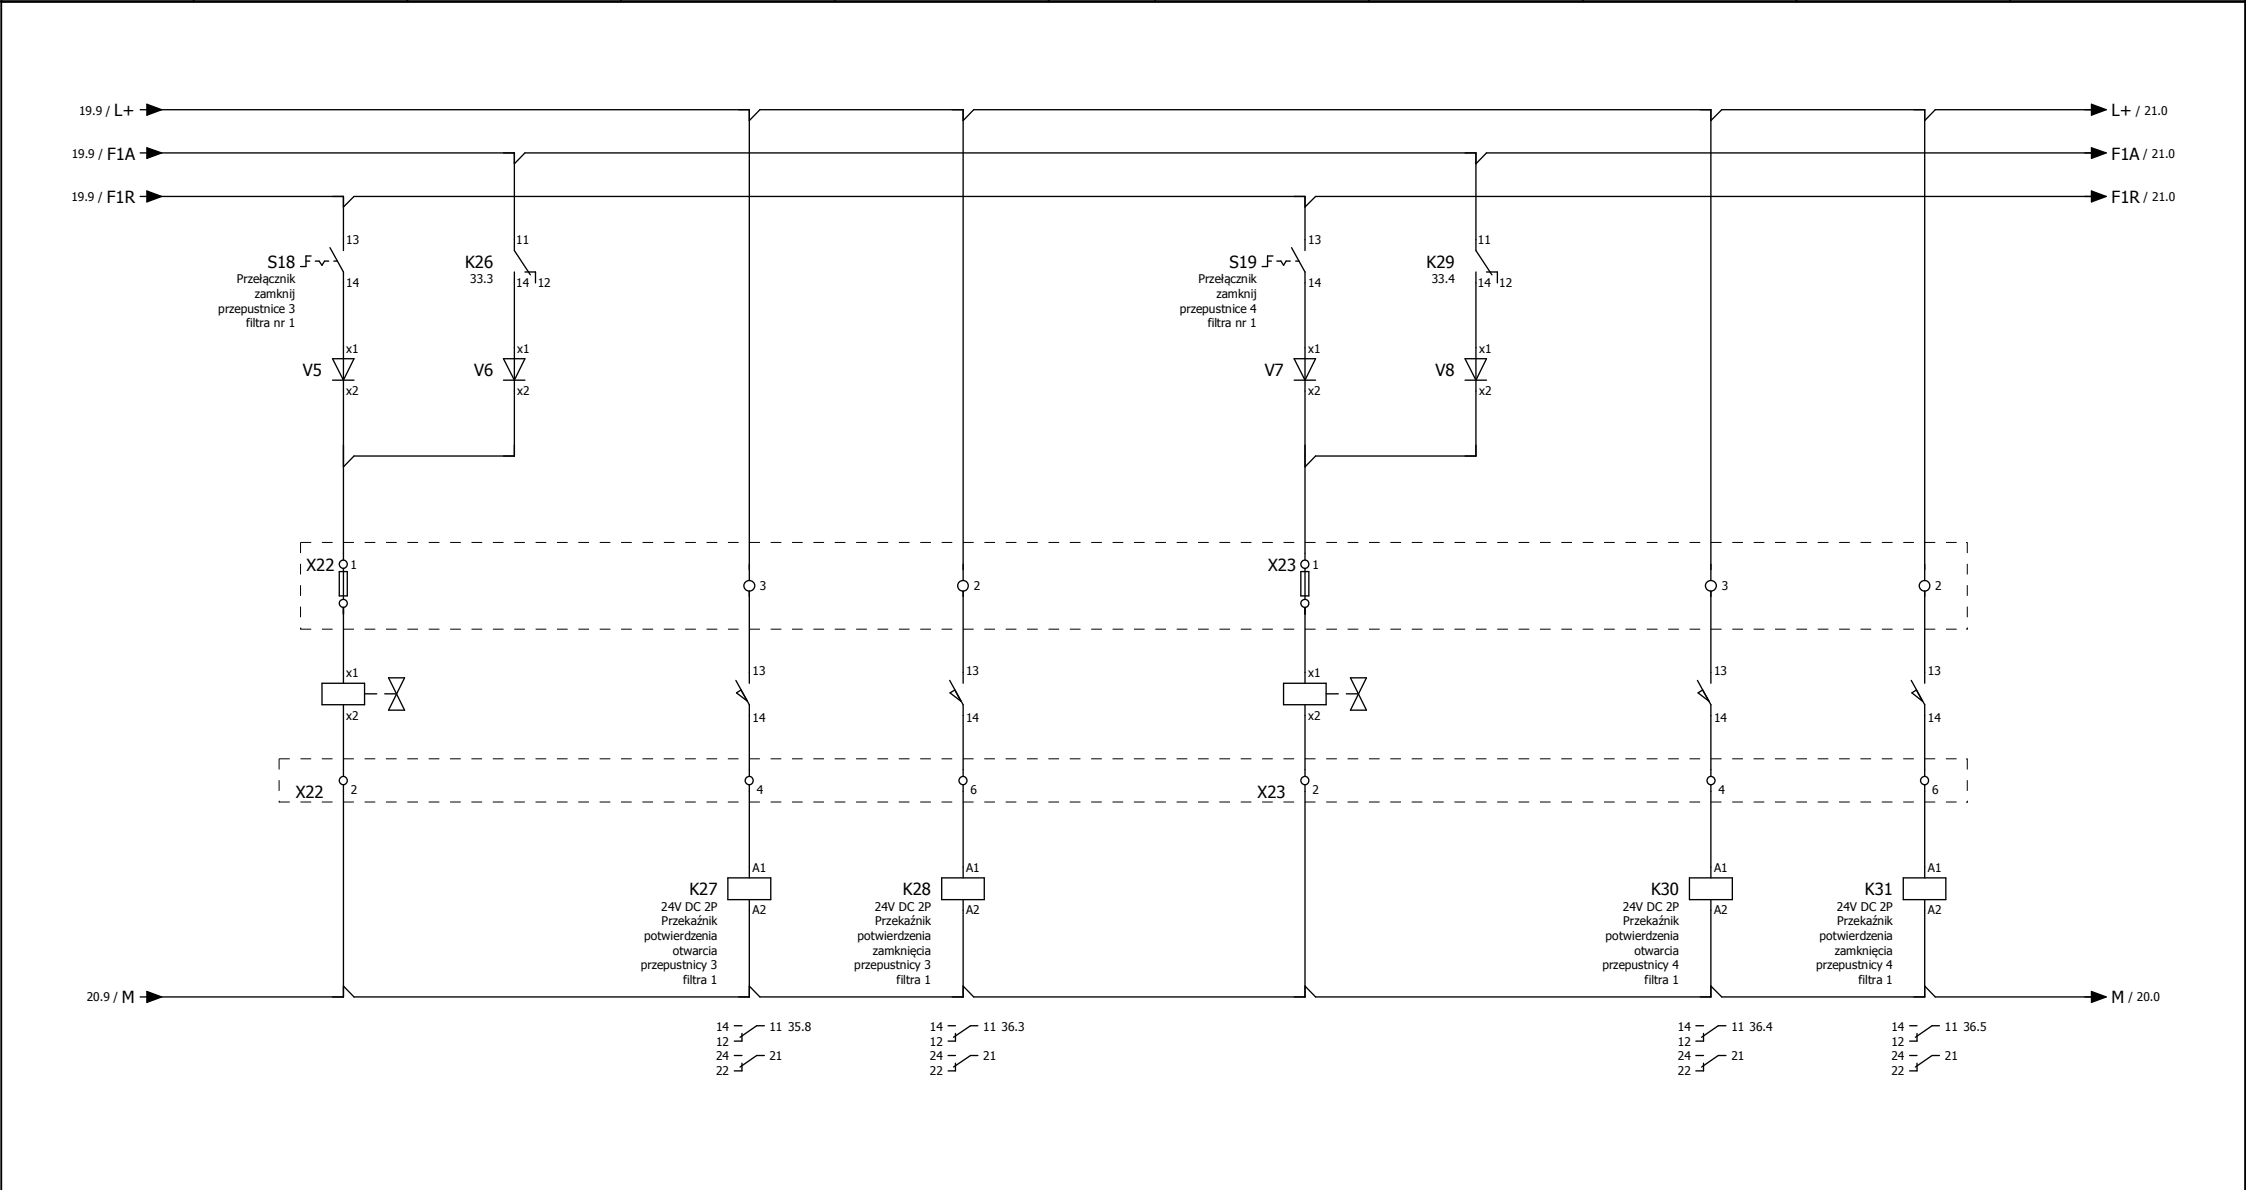 19.9 / L+
L+ / 21.0
19.9 / F1A
F1A / 21.0
19.9 / F1R
F1R / 21.0
13
S18
Przełącznik
zamknij
przepustnice 3
filtra nr 1
14
11
K26
33.3
14
12
13
S19
Przełącznik
zamknij
przepustnice 4
filtra nr 1
14
11
K29
33.4
14
12
x1
V5
x2
x1
V6
x2
x1
V7
x2
x1
V8
x2
X22
1
3
2
X23
1
3
2
x1
x2
13
14
13
14
x1
x2
13
14
13
14
X22
2
4
6
X23
2
4
6
A1
K27
24V DC 2P
A2
Przekaźnik
potwierdzenia
otwarcia
przepustnicy 3
filtra 1
A1
K28
24V DC 2P
A2
Przekaźnik
potwierdzenia
zamknięcia
przepustnicy 3
filtra 1
A1
K30
24V DC 2P
A2
Przekaźnik
potwierdzenia
otwarcia
przepustnicy 4
filtra 1
A1
K31
24V DC 2P
A2
Przekaźnik
potwierdzenia
zamknięcia
przepustnicy 4
filtra 1
20.9 / M
M / 20.0
14 11 35.8
12
24 21
22
14 11 36.3
12
24 21
22
14 11 36.4
12
24 21
22
14 11 36.5
12
24 21
22